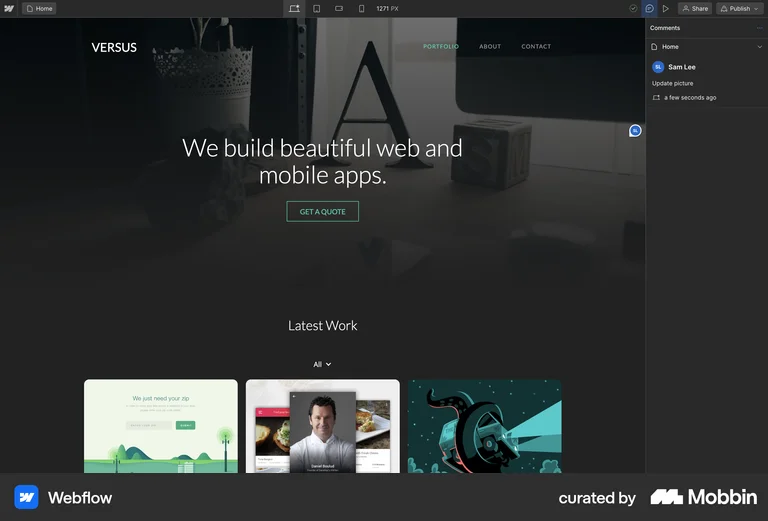 Home
1271 PX
Share
Publish
VERSUS
PORTFOLIO
ABOUT
CONTACT
Comments
Home
SL
Sam Lee
Update picture
a few seconds ago
SL
A
We build beautiful web and
mobile apps.
GET A QUOTE
Latest Work
All
We just need your zip
Daniel Boulud
Webflow
curated by
Mobbin